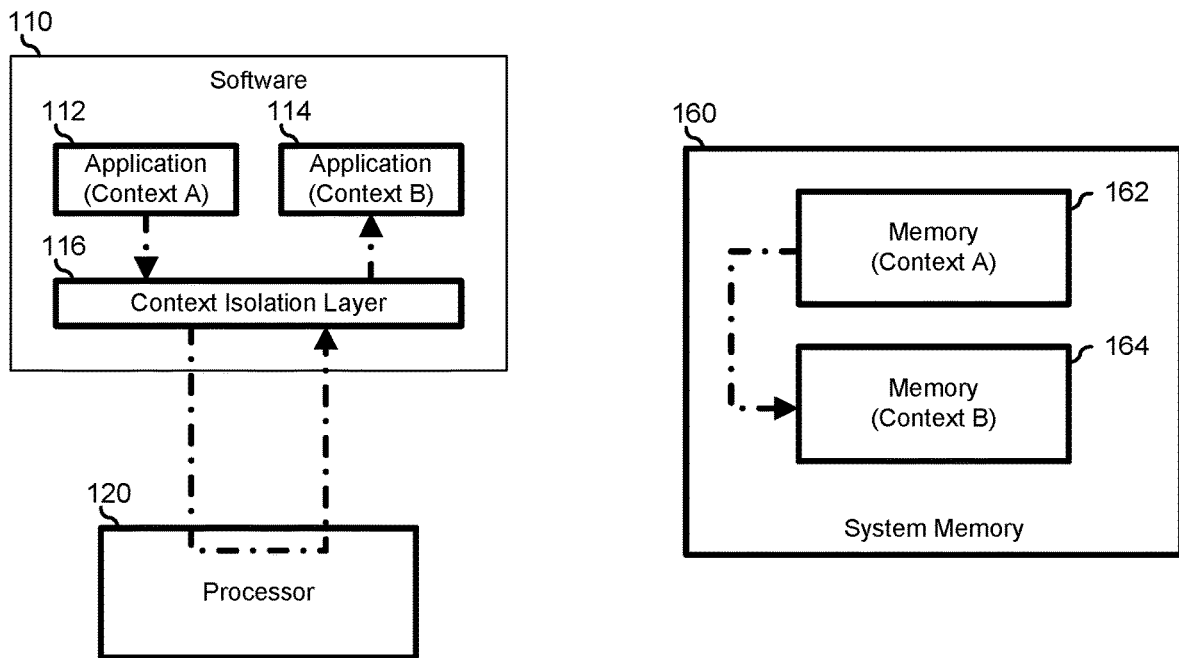 110
Software
112
114
Application
(Context A)
Application
(Context B)
116
Context Isolation Layer
120
Processor
160
162
Memory
(Context A)
164
Memory
(Context B)
System Memory